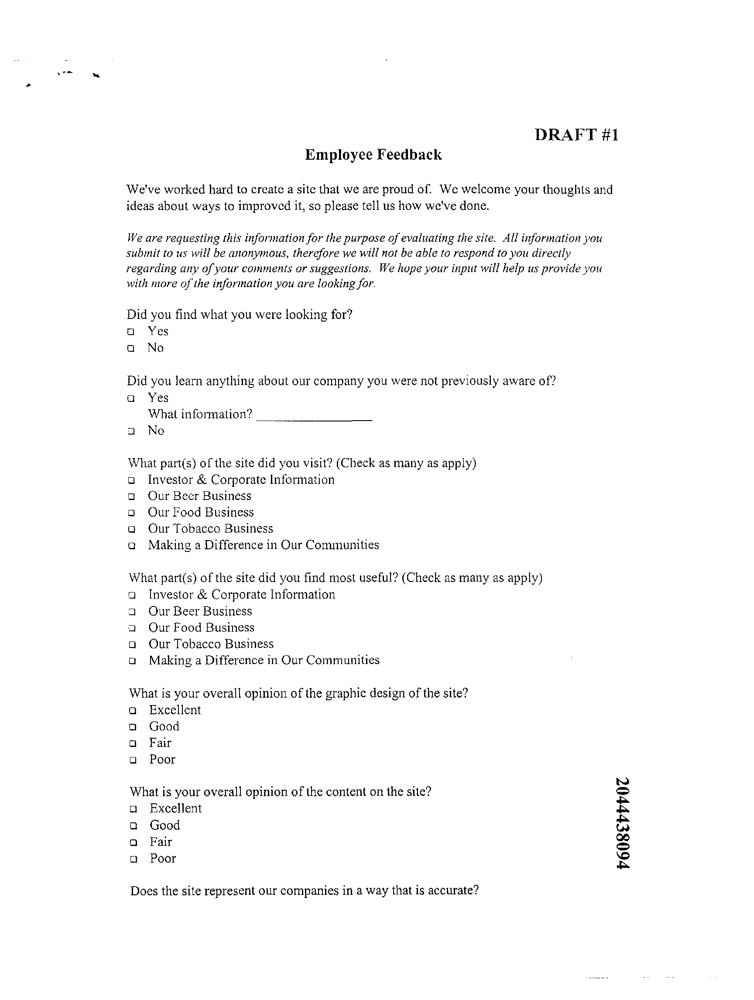 DRAFT #1
Employee Feedback
We've worked hard to create a site that we are proud of. We welcome your thoughts and
ideas about ways to improved it, so please tell us how we've done.
We are requesting this information for the purpose of evaluating the site. All information you
submit to us will be anonymous, therefore we will not be able to respond to you directly
regarding any of your comments or suggestions. We hope your input will help us provide you
with more of the information you are looking for.
Did you find what you were looking for?
□ Yes
□ No
Did you learn anything about our company you were not previously aware of?
□ Yes
What information? _______________
□ No
What part(s) of the site did you visit? (Check as many as apply)
□ Investor & Corporate Information
□ Our Beer Business
□ Our Food Business
□ Our Tobacco Business
□ Making a Difference in Our Communities
What part(s) of the site did you find most useful? (Check as many as apply)
□ Investor & Corporate Information
□ Our Beer Business
□ Our Food Business
□ Our Tobacco Business
□ Making a Difference in Our Communities
What is your overall opinion of the graphic design of the site?
□ Excellent
□ Good
□ Fair
□ Poor
What is your overall opinion of the content on the site?
□ Excellent
□ Good
□ Fair
□ Poor
Does the site represent our companies in a way that is accurate?
2044438094